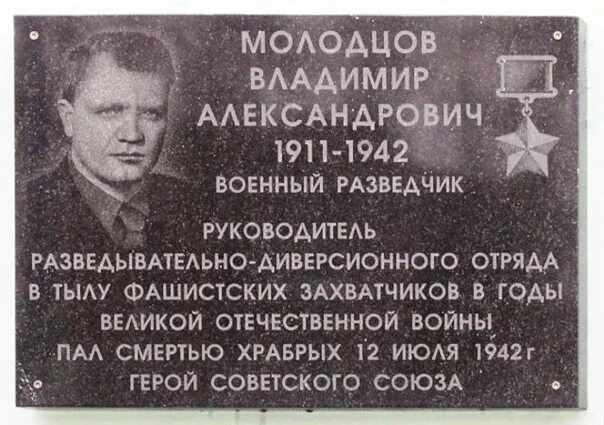 МОЛОДЦОВ
ВЛАДИМИР
АЛЕКСАНДРОВИЧ
1911-1942
ВОЕННЫЙ РАЗВЕДЧИК
РУКОВОДИТЕЛЬ
РАЗВЕДЫВАТЕЛЬНО-ДИВЕРСИОННОГО ОТРЯДА
В ТЫЛУ ФАШИСТСКИХ ЗАХВАТЧИКОВ В ГОДЫ
ВЕЛИКОЙ ОТЕЧЕСТВЕННОЙ ВОЙНЫ
ПАЛ СМЕРТЬЮ ХРАБРЫХ 12 ИЮЛЯ 1942 г
ГЕРОЙ СОВЕТСКОГО СОЮЗА